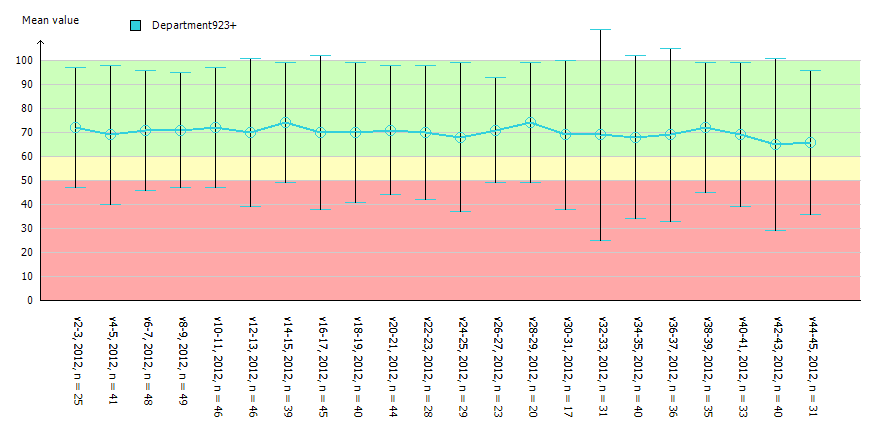 Mean value
Department923+
100
90
80
70
60
50
40
30
20
10
0
v2-3, 2012, n = 25
v4-5, 2012, n = 41
v6-7, 2012, n = 48
v8-9, 2012, n = 49
v10-11, 2012, n = 46
v12-13, 2012, n = 46
v14-15, 2012, n = 39
v16-17, 2012, n = 45
v18-19, 2012, n = 40
v20-21, 2012, n = 44
v22-23, 2012, n = 28
v24-25, 2012, n = 29
v26-27, 2012, n = 23
v28-29, 2012, n = 20
v30-31, 2012, n = 17
v32-33, 2012, n = 31
v34-35, 2012, n = 40
v36-37, 2012, n = 36
v38-39, 2012, n = 35
v40-41, 2012, n = 33
v42-43, 2012, n = 40
v44-45, 2012, n = 31